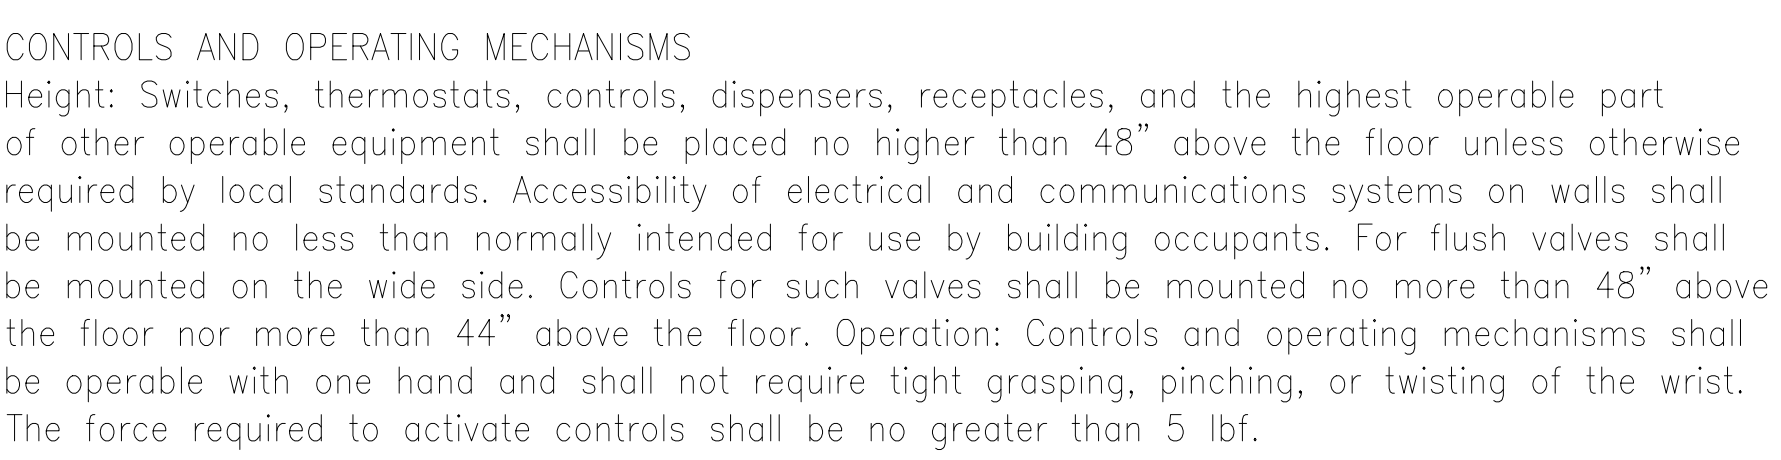 CONTROLS AND OPERATING MECHANISMS
Height: Switches, thermostats, controls, dispensers, receptacles, and the highest operable part
of other operable equipment shall be placed no higher than 48” above the floor unless otherwise
required by local standards. Accessibility of electrical and communications systems on walls shall
be mounted no less than normally intended for use by building occupants. For flush valves shall
be mounted on the wide side. Controls for such valves shall be mounted no more than 48” above
the floor nor more than 44” above the floor. Operation: Controls and operating mechanisms shall
be operable with one hand and shall not require tight grasping, pinching, or twisting of the wrist.
The force required to activate controls shall be no greater than 5 lbf.